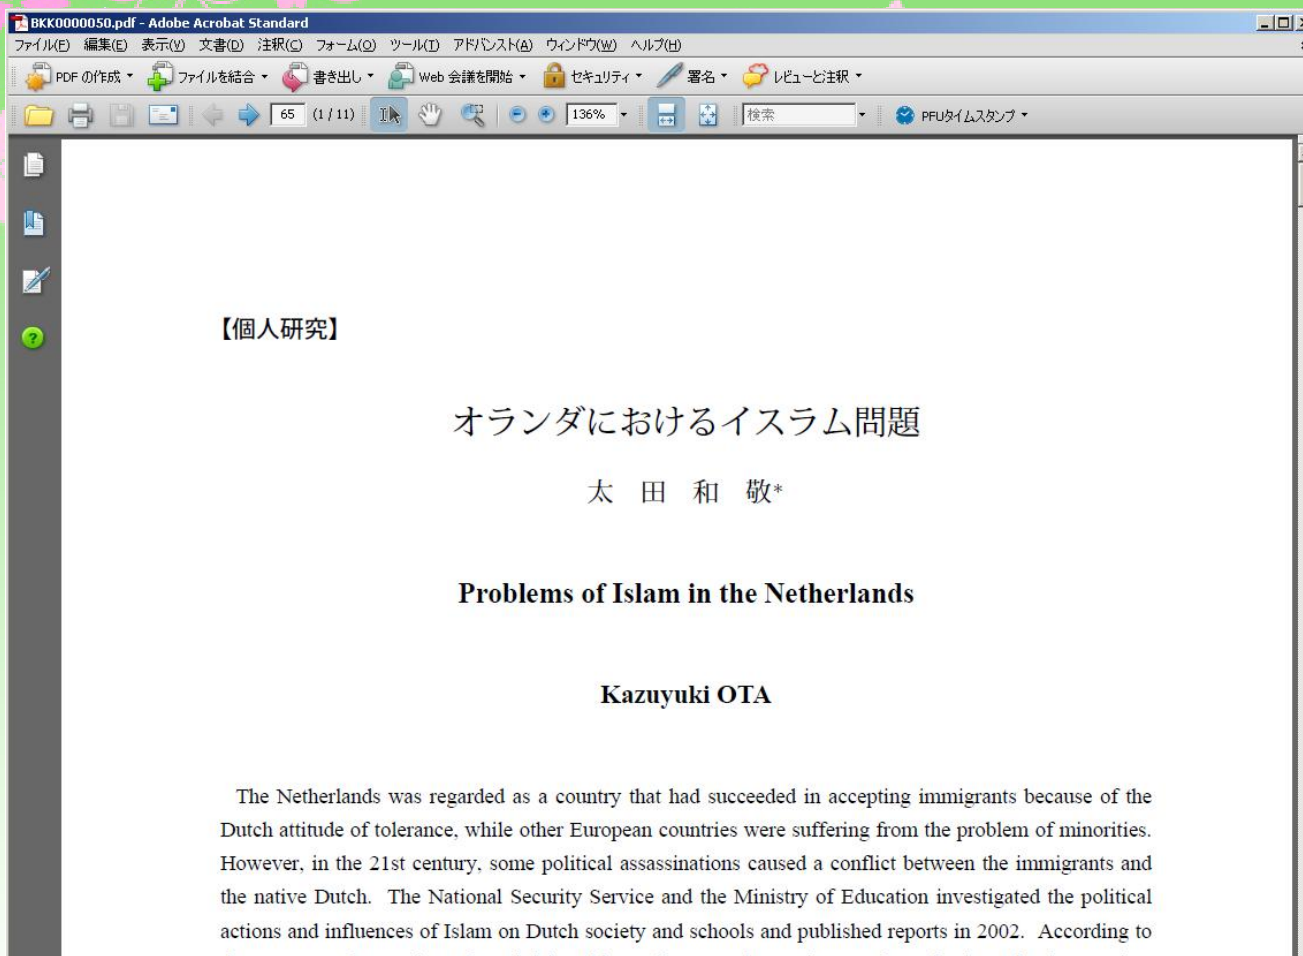 BKK0000050.pdf - Adobe Acrobat Standard
ファイル(F) 編集(E) 表示(V) 文書(D) 注釈(C) フォーム(O) ツール(T) アドバンスト(A) ウィンドウ(W) ヘルプ(H)
PDF の作成 ファイルを結合 書き出し Web 会議を開始 セキュリティ 署名 レビューと注釈
65 (1 / 11) 136% 検索 PFUタイムスタンプ
【個人研究】
オランダにおけるイスラム問題
太 田 和 敬*
Problems of Islam in the Netherlands
Kazuyuki OTA
The Netherlands was regarded as a country that had succeeded in accepting immigrants because of the
Dutch attitude of tolerance, while other European countries were suffering from the problem of minorities.
However, in the 21st century, some political assassinations caused a conflict between the immigrants and
the native Dutch. The National Security Service and the Ministry of Education investigated the political
actions and influences of Islam on Dutch society and schools and published reports in 2002. According to